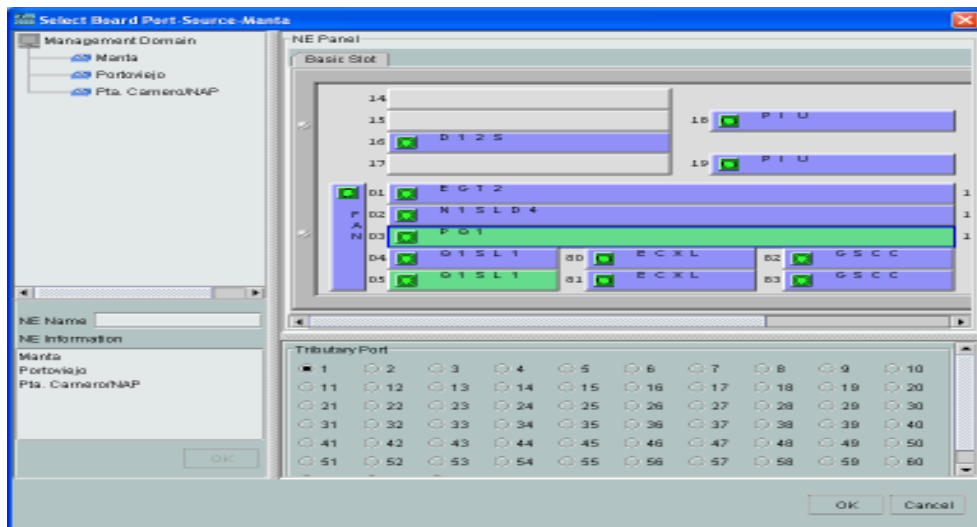 Select Board Port-Source-Manta
Management Domain
Manta
Portoviejo
Pta. Carnero/NAP
NE Name
NE Information
Manta
Portoviejo
Pta. Carnero/NAP
OK
NE Panel
Basic Slot
14
15
18 PIU
16 D12S
17
19 PIU
FAN
D1 EGT2 1
D2 N1SLD4 1
D3 PQ1 1
D4 Q1SL1 80 ECXL 82 GSCC
D5 Q1SL1 81 ECXL 83 GSCC
Tributary Port
1 2 3 4 5 6 7 8 9 10
11 12 13 14 15 16 17 18 19 20
21 22 23 24 25 26 27 28 29 30
31 32 33 34 35 36 37 38 39 40
41 42 43 44 45 46 47 48 49 50
51 52 53 54 55 56 57 58 59 60
OK Cancel